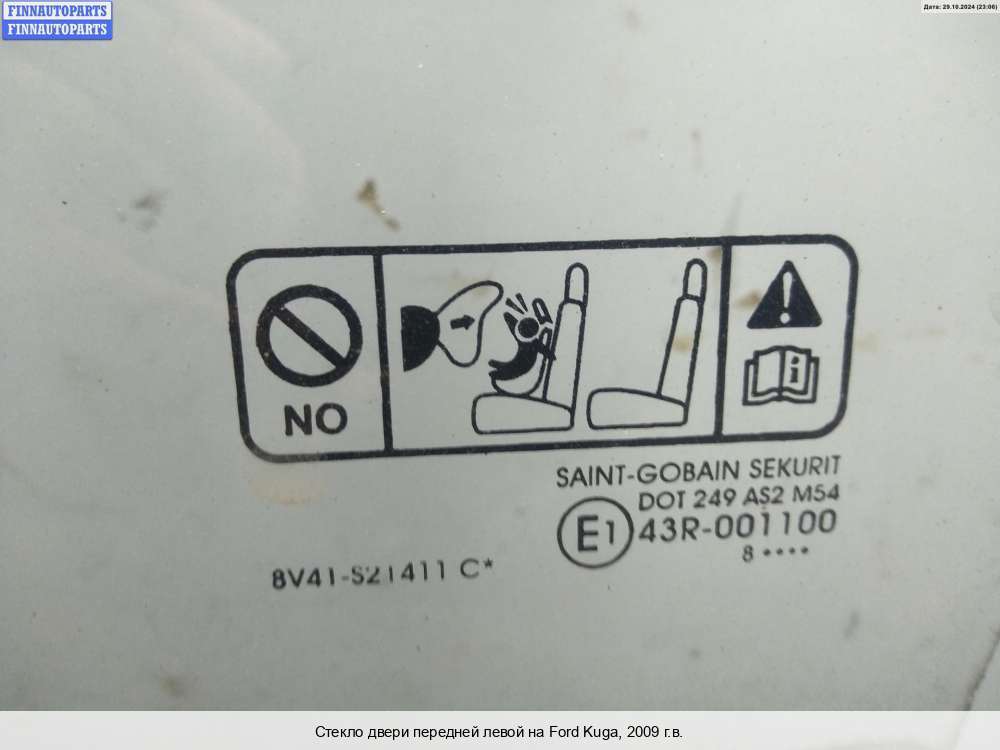 FINNAUTOPARTS
FINNAUTOPARTS
Дата: 29.10.2024 (23:06)
NO
i
SAINT-GOBAIN SEKURIT
DOT 249 AS2 M54
E1 43R-001100
8 ••••
8V41-S21411 C*
Стекло двери передней левой на Ford Kuga, 2009 г.в.